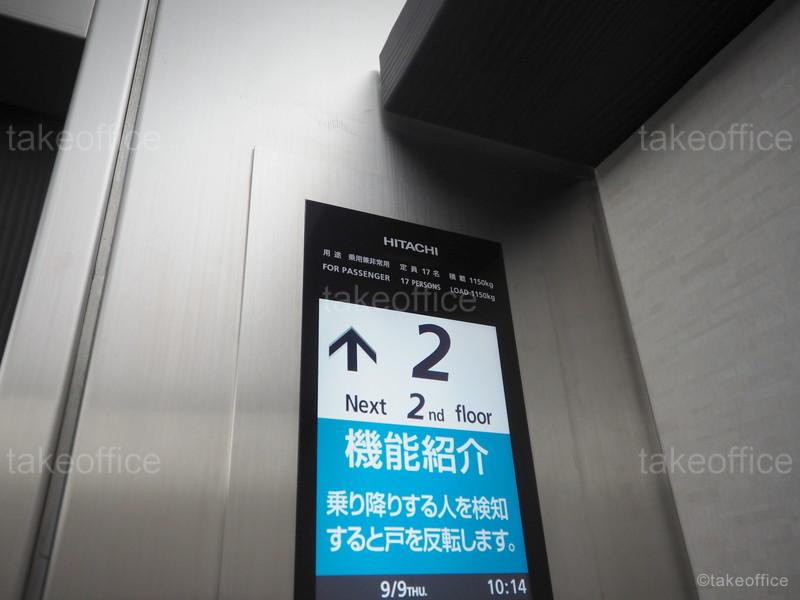 takeoffice takeoffice
HITACHI
用途 乗用兼非常用 定員 17名 積載 1150kg
FOR PASSENGER 17 PERSONS LOAD 1150kg
takeoffice
↑ 2
Next 2nd floor
機能紹介
takeoffice takeoffice
乗り降りする人を検知
すると戸を反転します。
9/9THU. 10:14
©takeoffice